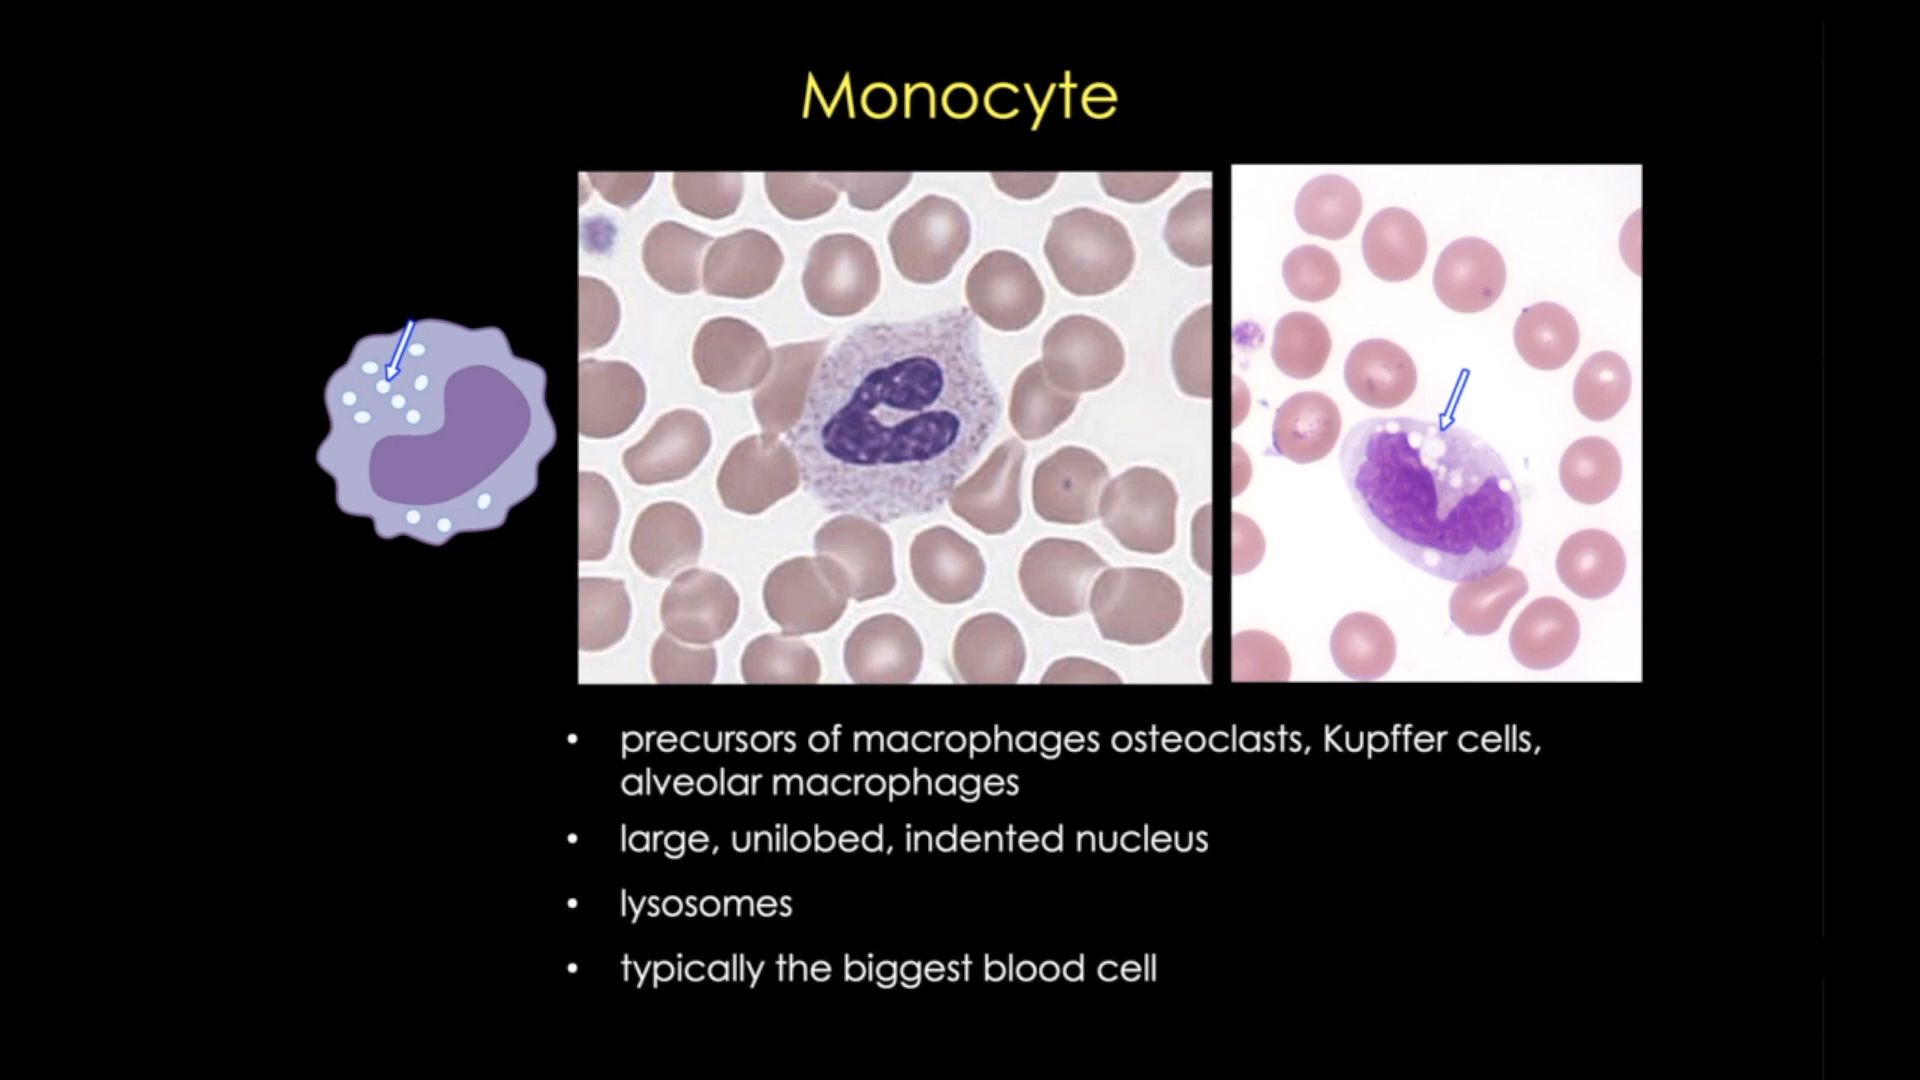 Monocyte
• precursors of macrophages osteoclasts, Kupffer cells,
alveolar macrophages
• large, unilobed, indented nucleus
• lysosomes
• typically the biggest blood cell